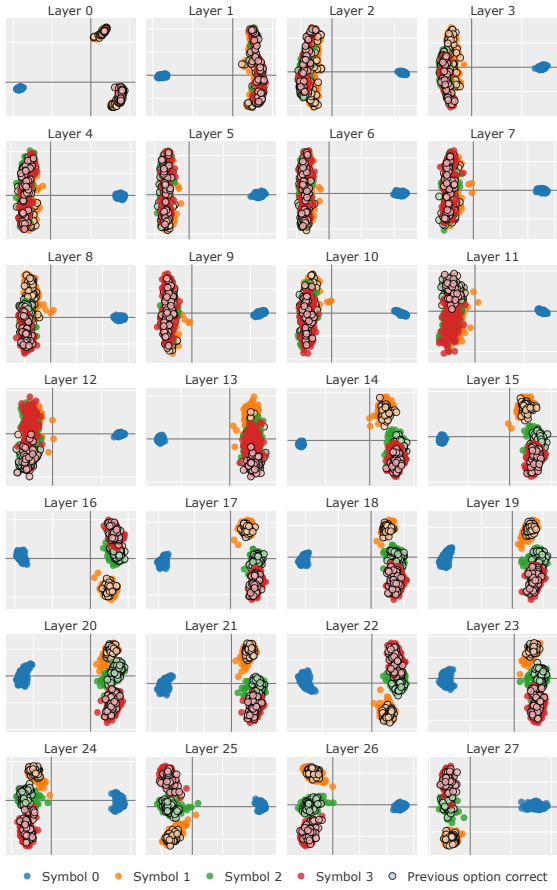 Layer 0 Layer 1 Layer 2 Layer 3
Layer 4 Layer 5 Layer 6 Layer 7
Layer 8 Layer 9 Layer 10 Layer 11
Layer 12 Layer 13 Layer 14 Layer 15
Layer 16 Layer 17 Layer 18 Layer 19
Layer 20 Layer 21 Layer 22 Layer 23
Layer 24 Layer 25 Layer 26 Layer 27
Symbol 0 Symbol 1 Symbol 2 Symbol 3 Previous option correct